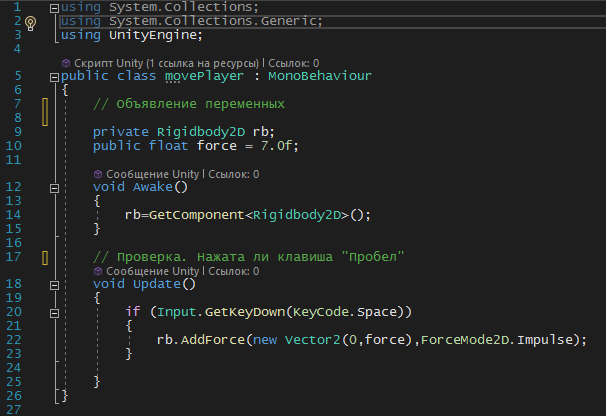 1 using System.Collections;
2 using System.Collections.Generic;
3 using UnityEngine;
4
Скрипт Unity (1 ссылка на ресурсы) | Ссылок: 0
5 public class movePlayer : MonoBehaviour
6 {
7 // Объявление переменных
8
9 private Rigidbody2D rb;
10 public float force = 7.0f;
11
Сообщение Unity | Ссылок: 0
12 void Awake()
13 {
14 rb=GetComponent<Rigidbody2D>();
15 }
16
17 // Проверка. Нажата ли клавиша "Пробел"
Сообщение Unity | Ссылок: 0
18 void Update()
19 {
20 if (Input.GetKeyDown(KeyCode.Space))
21 {
22 rb.AddForce(new Vector2(0,force),ForceMode2D.Impulse);
23 }
24
25 }
26 }
27